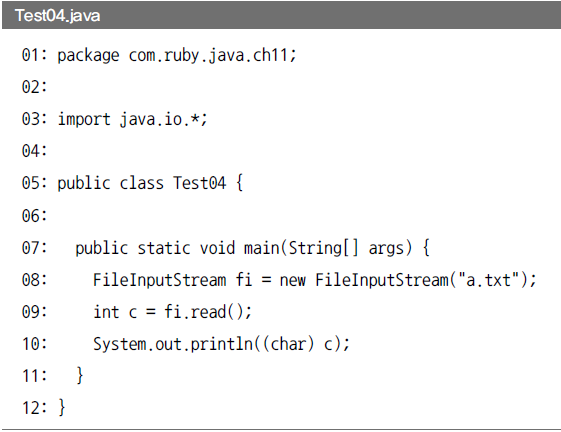 Test04.java
01: package com.ruby.java.ch11;
02:
03: import java.io.*;
04:
05: public class Test04 {
06:
07:   public static void main(String[] args) {
08:     FileInputStream fi = new FileInputStream("a.txt");
09:     int c = fi.read();
10:     System.out.println((char) c);
11:   }
12: }